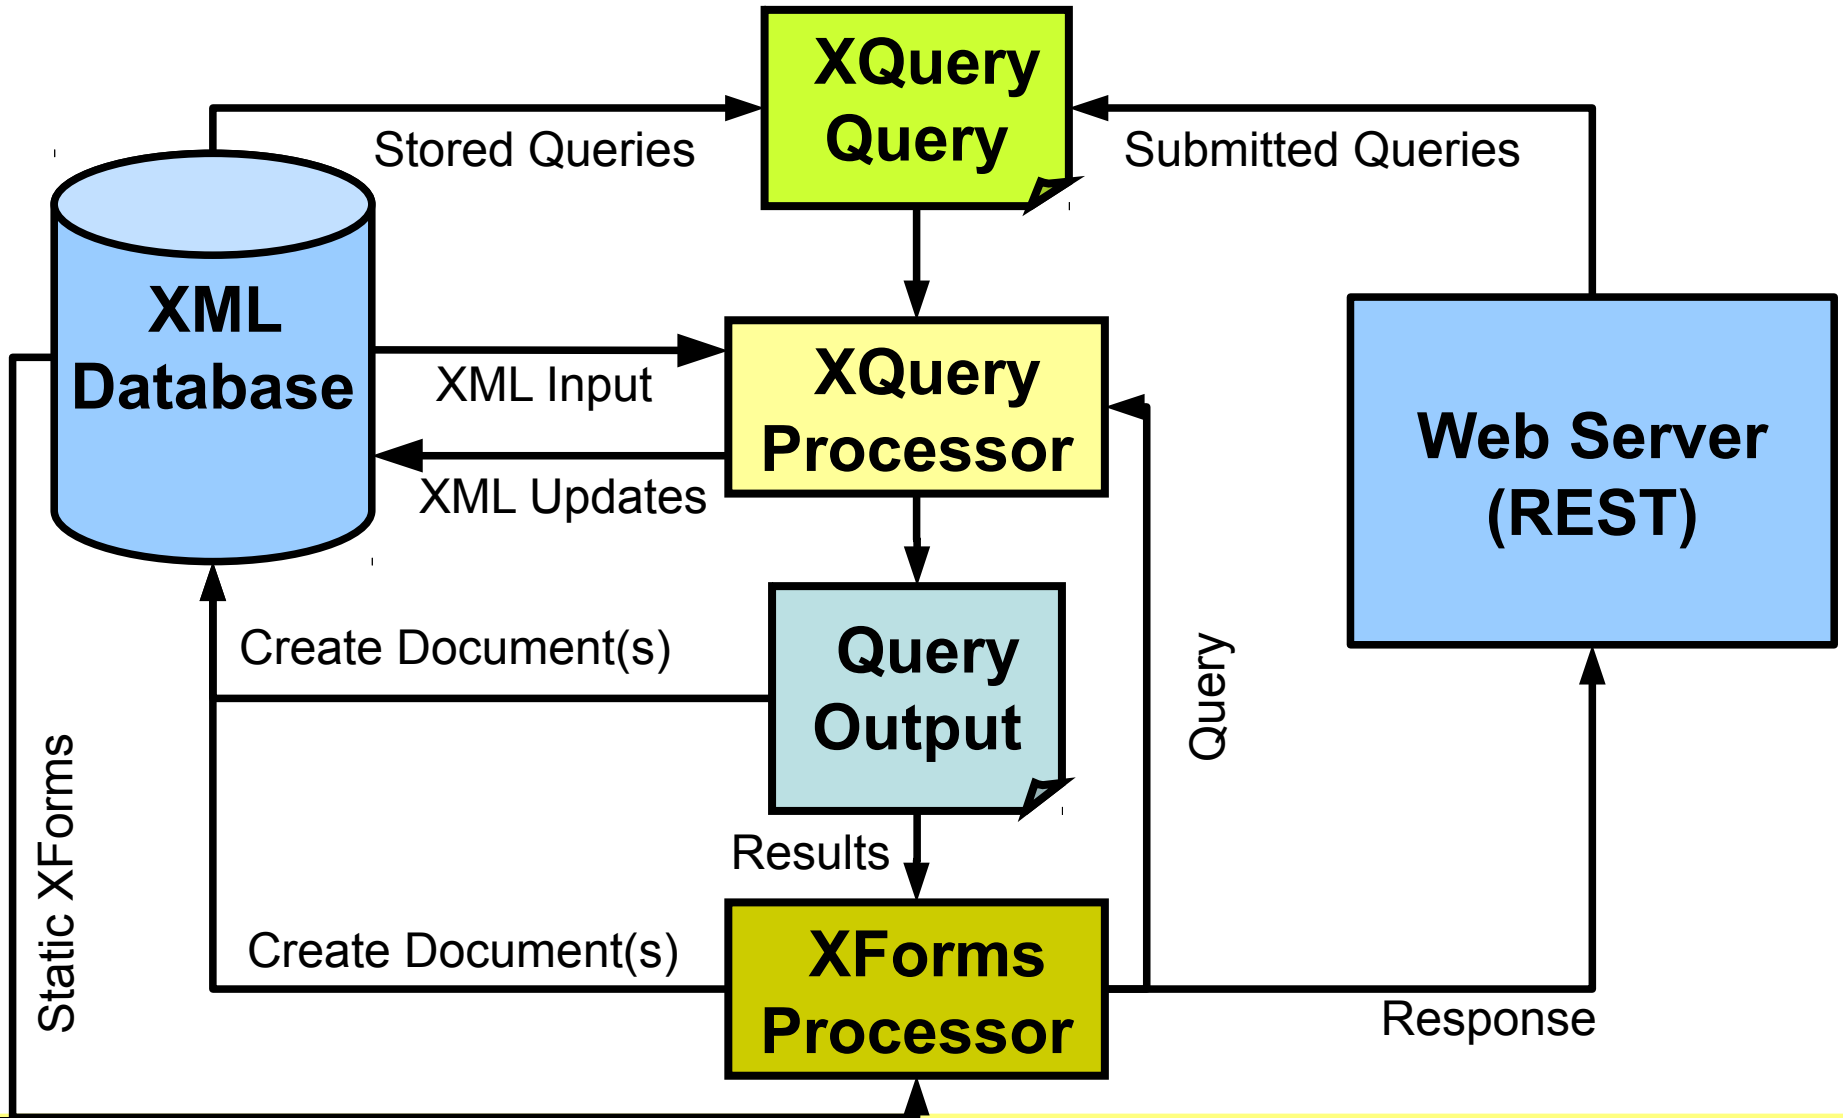 XQuery
Query
Stored Queries
Submitted Queries
XML
Database
XML Input
XQuery
Processor
XML Updates
Web Server
(REST)
Create Document(s)
Query
Output
Query
Static XForms
Results
Create Document(s)
XForms
Processor
Response